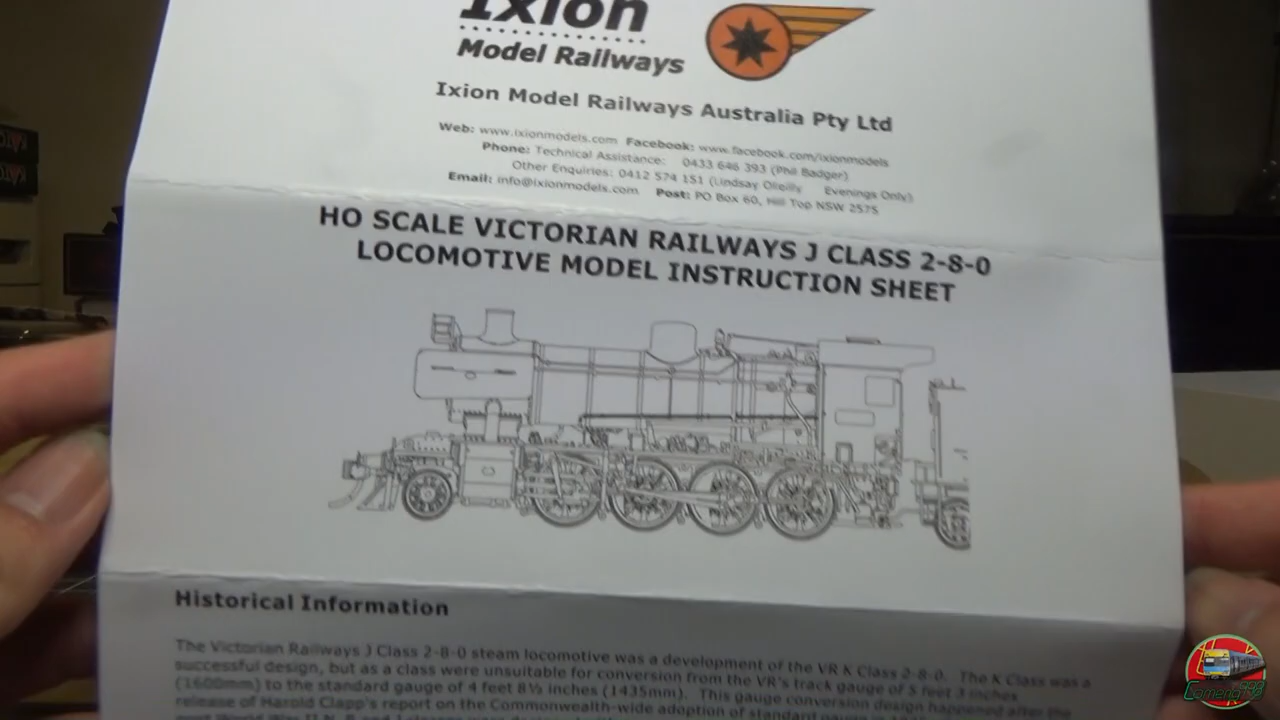 Ixion
Model Railways
Ixion Model Railways Australia Pty Ltd
Web: www.ixionmodels.com Facebook: www.facebook.com/ixionmodels
Phone: Technical Assistance: 0433 646 393 (Phil Badger)
Other Enquiries: 0412 574 151 (Lindsay OReilly Evenings Only)
Email: info@ixionmodels.com Post: PO Box 60, Hill Top NSW 2575
HO SCALE VICTORIAN RAILWAYS J CLASS 2-8-0
LOCOMOTIVE MODEL INSTRUCTION SHEET
Historical Information
The Victorian Railways J Class 2-8-0 steam locomotive was a development of the VR K Class 2-8-0. The K Class was a
successful design, but as a class were unsuitable for conversion from the VR's track gauge of 5 feet 3 inches
(1600mm) to the standard gauge of 4 feet 8½ inches (1435mm). This gauge conversion design happened after the
release of Harold Clapp's report on the Commonwealth-wide adoption of standard gauge
KATO
KATO